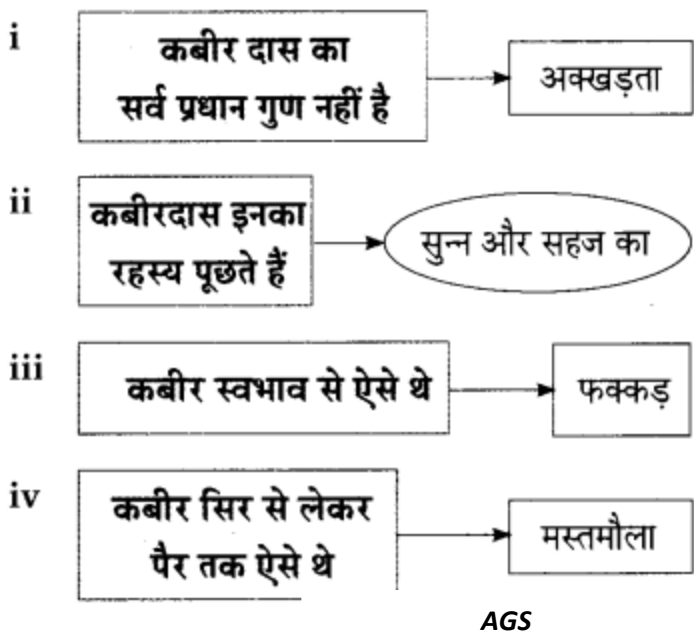 i
कबीर दास का
सर्व प्रधान गुण नहीं है
अक्खड़ता
ii
कबीरदास इनका
रहस्य पूछते हैं
सुन्न और सहज का
iii
कबीर स्वभाव से ऐसे थे
फक्कड़
iv
कबीर सिर से लेकर
पैर तक ऐसे थे
मस्तमौला
AGS